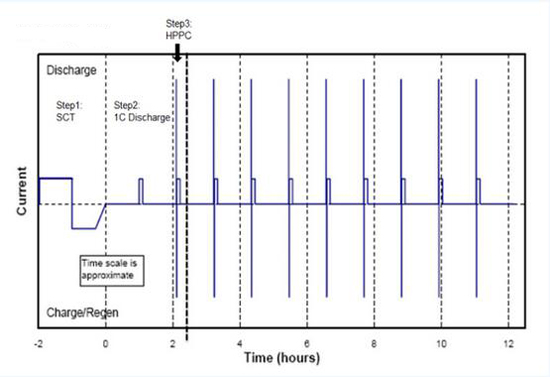 Step3:
HPPC
Discharge
Step1:
SCT
Step2:
1C Discharge
Current
Time scale is
approximate
Charge/Regen
-2 0 2 4 6 8 10 12
Time (hours)